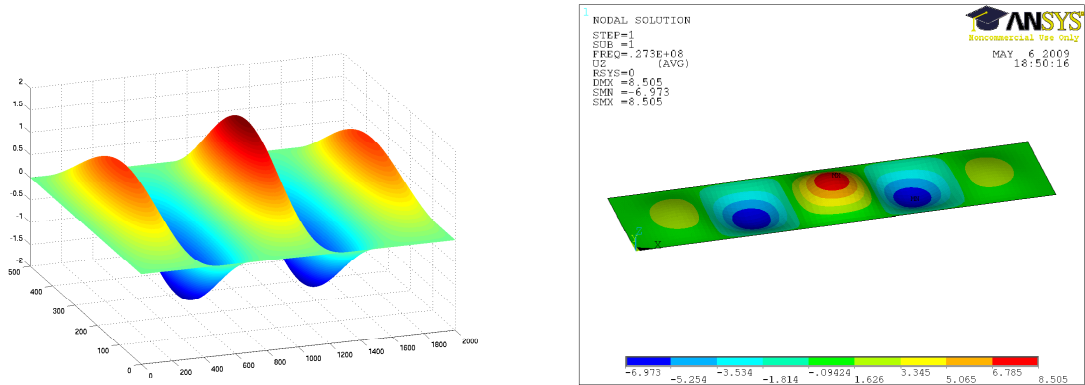 2
1.5
1
0.5
0
-0.5
-1
-1.5
-2
500
400
300
200
100
0
0
200
400
600
800
1000
1200
1400
1600
1800
2000
1
NODAL SOLUTION
STEP=1
SUB =1
FREQ=.273E+08
UZ (AVG)
RSYS=0
DMX =8.505
SMN =-6.973
SMX =8.505
ANSYS
Noncommercial Use Only
MAY 6 2009
18:50:16
MX
X
-6.973
-5.254
-3.534
-1.814
-.09424
1.626
3.345
5.065
6.785
8.505